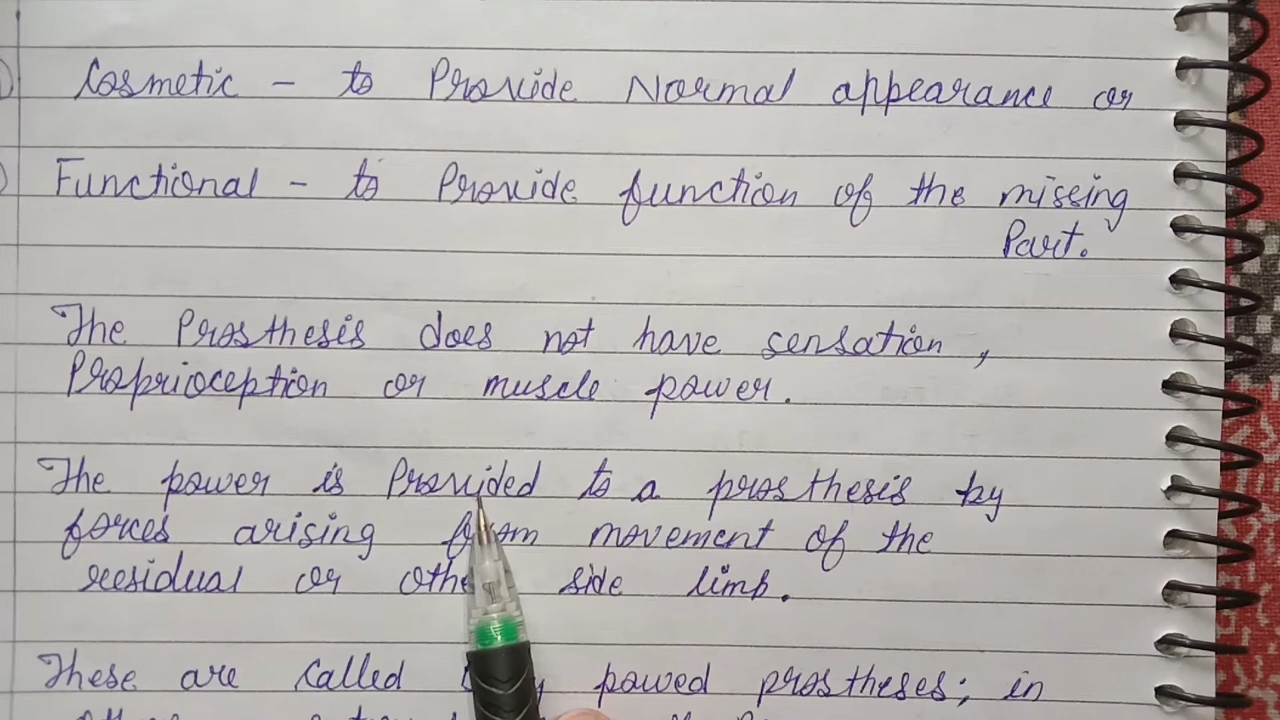 Cosmetic - to Provide Normal appearance or
Functional - to Provide function of the missing
Part.
The Prosthesis does not have sensation,
Proprioception or muscle power.
The power is Provided to a prosthesis by
forces arising from movement of the
residual or othe side limb.
These are called powed prostheses; in